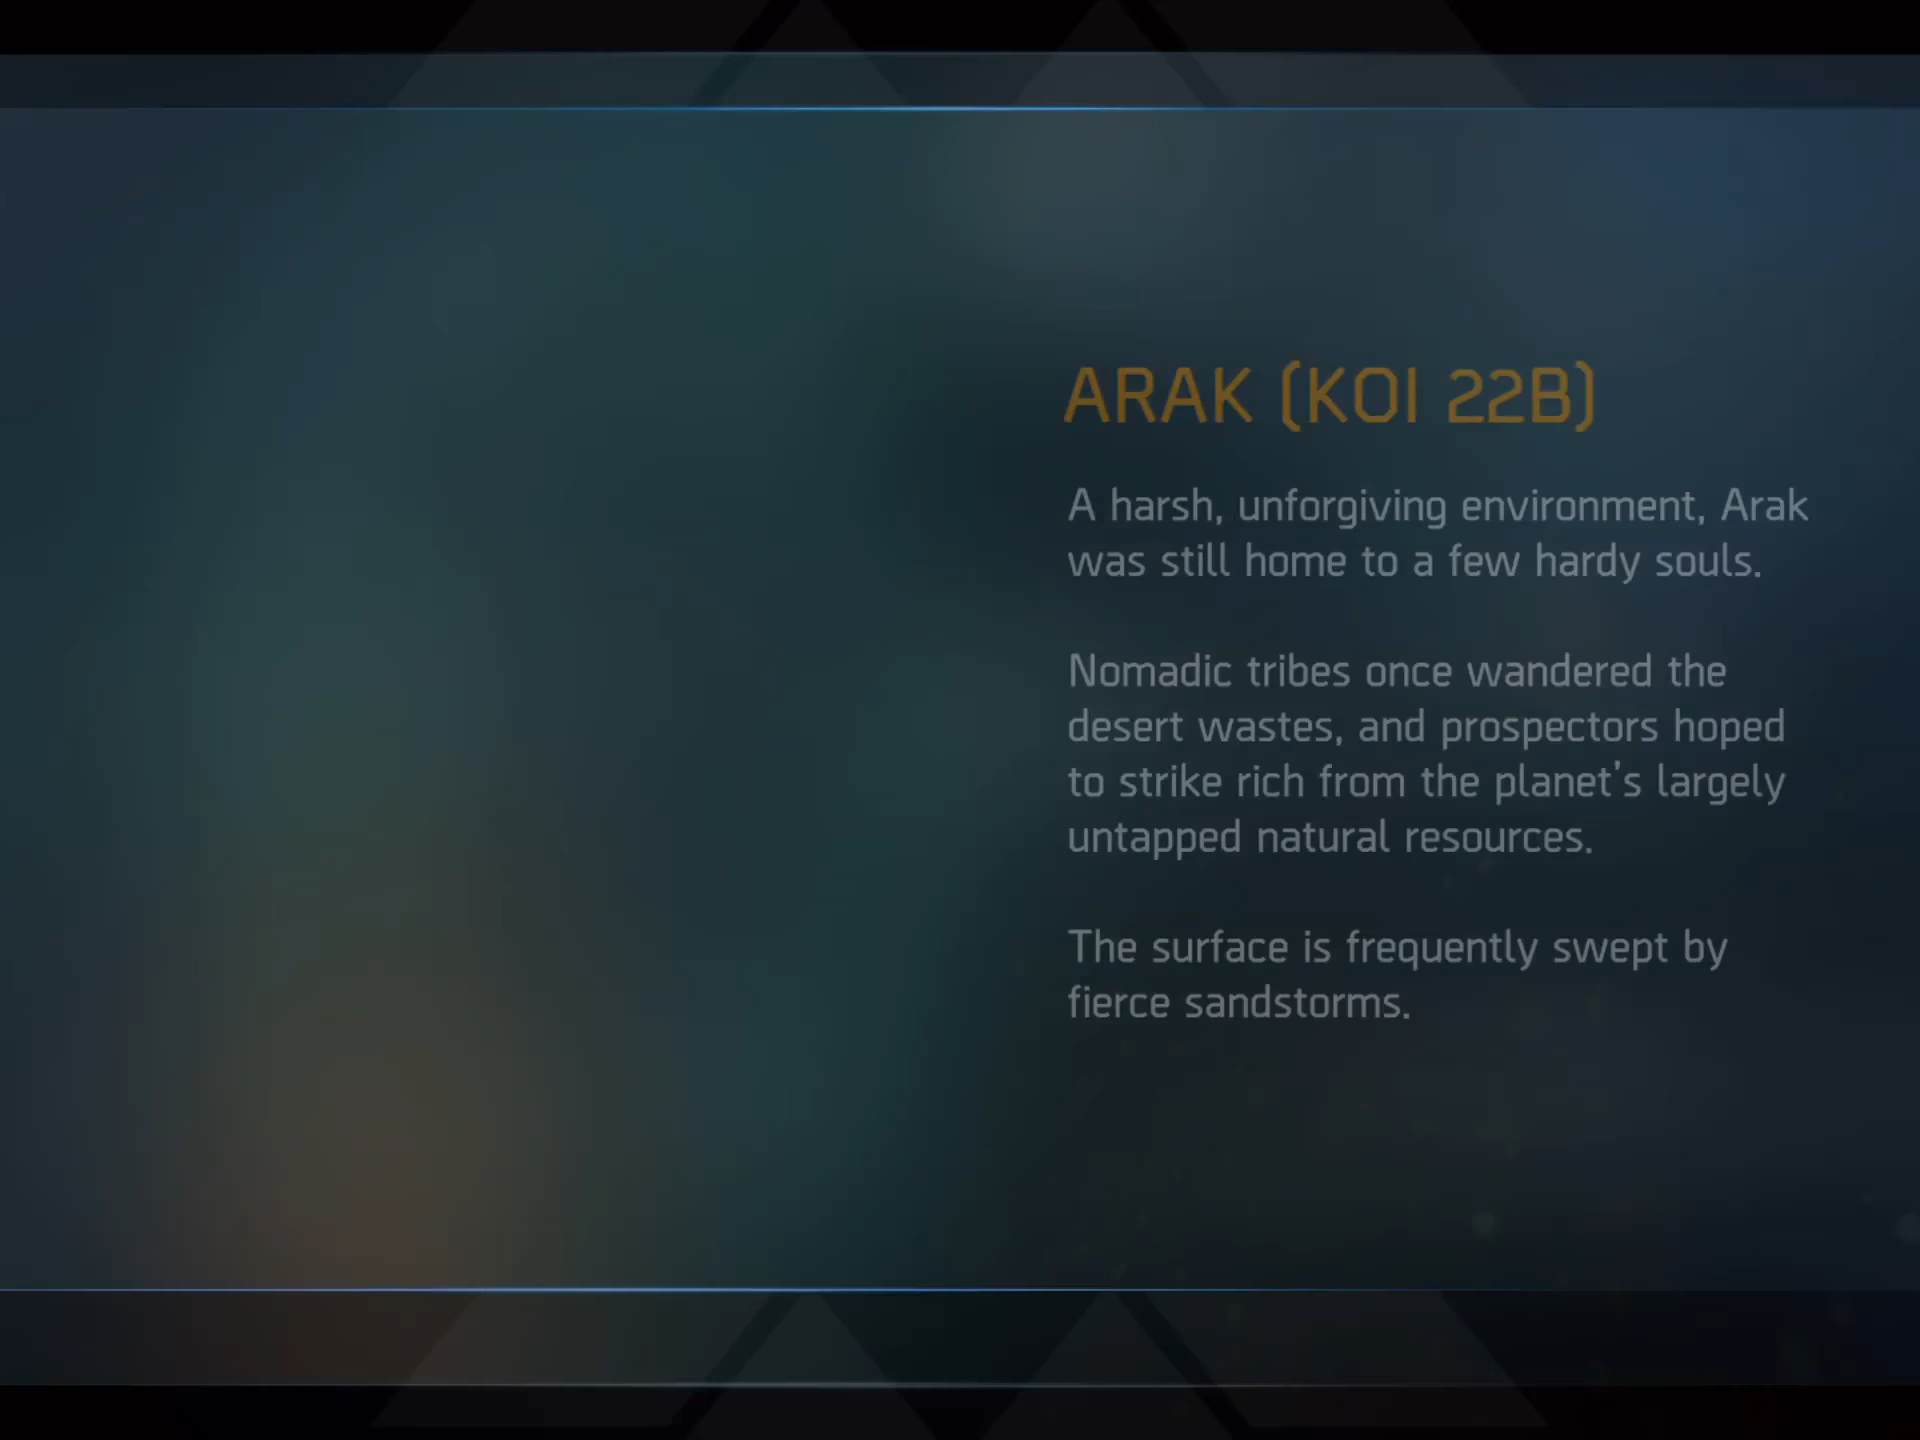 ARAK (KOI 22B)
A harsh, unforgiving environment, Arak
was still home to a few hardy souls.
Nomadic tribes once wandered the
desert wastes, and prospectors hoped
to strike rich from the planet's largely
untapped natural resources.
The surface is frequently swept by
fierce sandstorms.